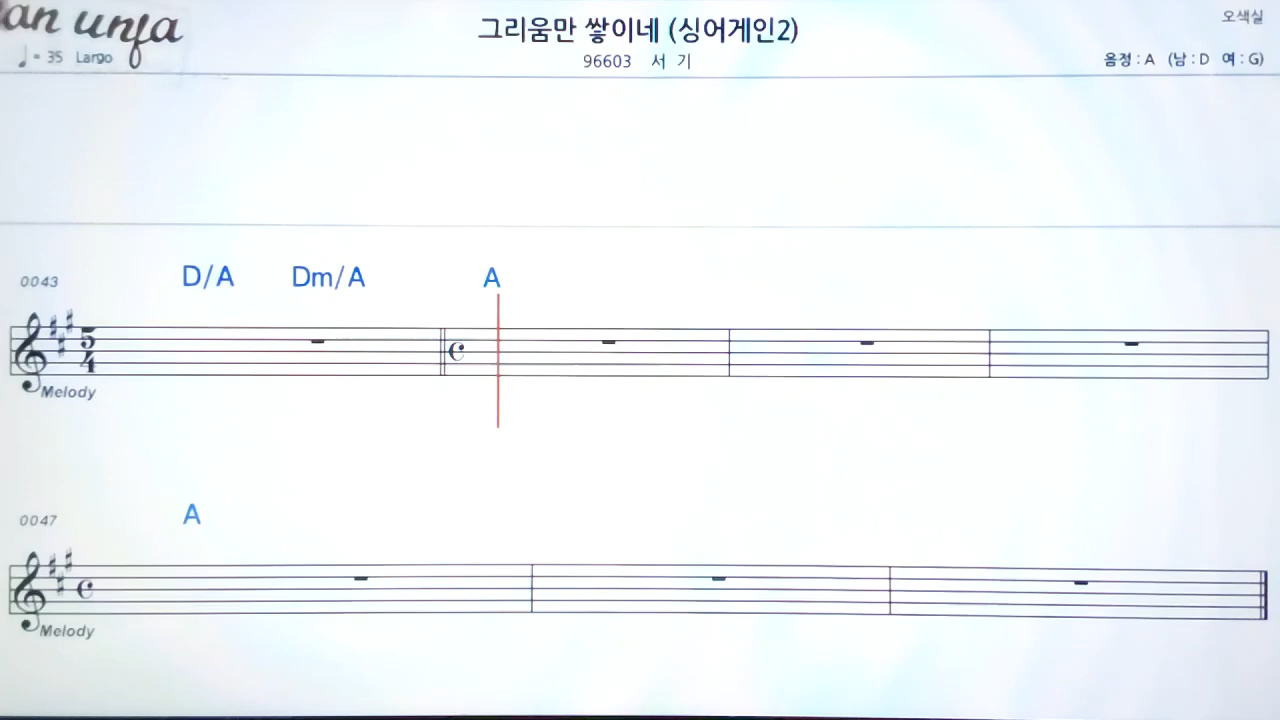 an unfa
그리움만 쌓이네 (싱어게인2)
오색실
♩= 35 Largo
96603 서 기
음정 : A (남 : D 여 : G)
0043 D/A Dm/A A
5
4
Melody
0047 A
Melody